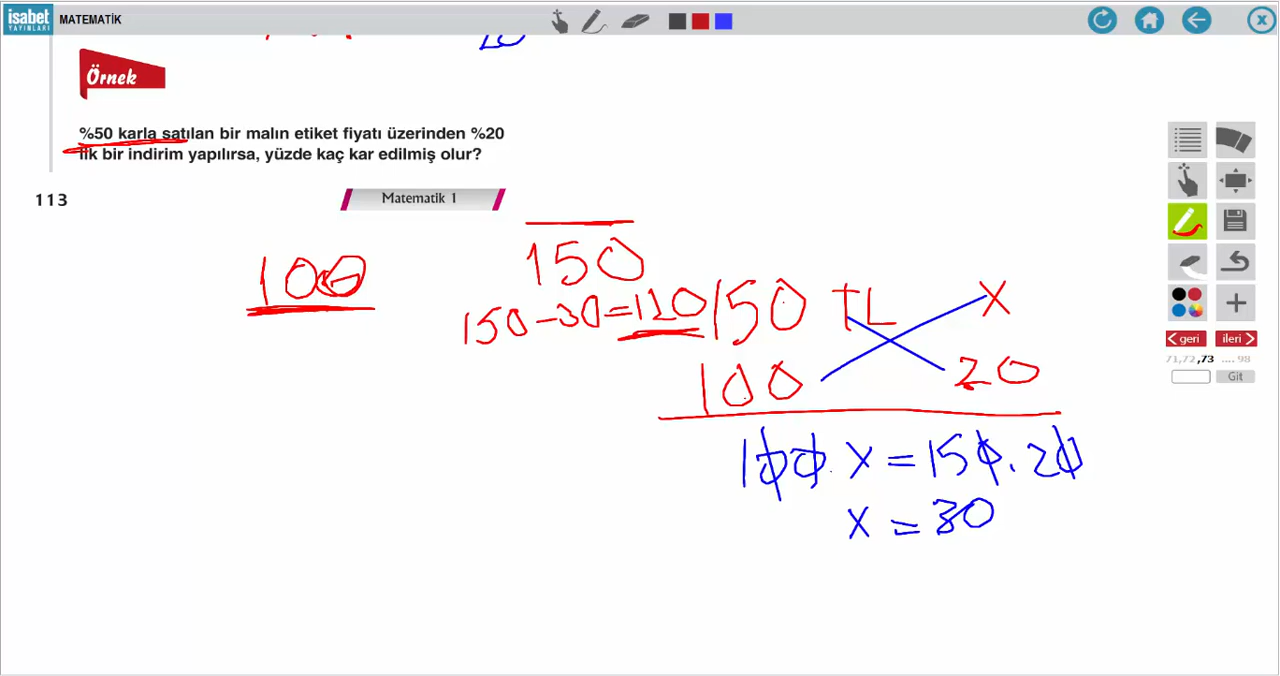 isabet
YAYINLARI
MATEMATİK
Örnek
%50 karla satılan bir malın etiket fiyatı üzerinden %20
lik bir indirim yapılırsa, yüzde kaç kar edilmiş olur?
113
Matematik 1
100
150
150-30=120
150 TL X
100 20
100. X = 150. 20
X = 30
geri
ileri
71,72,73 .... 98
Git